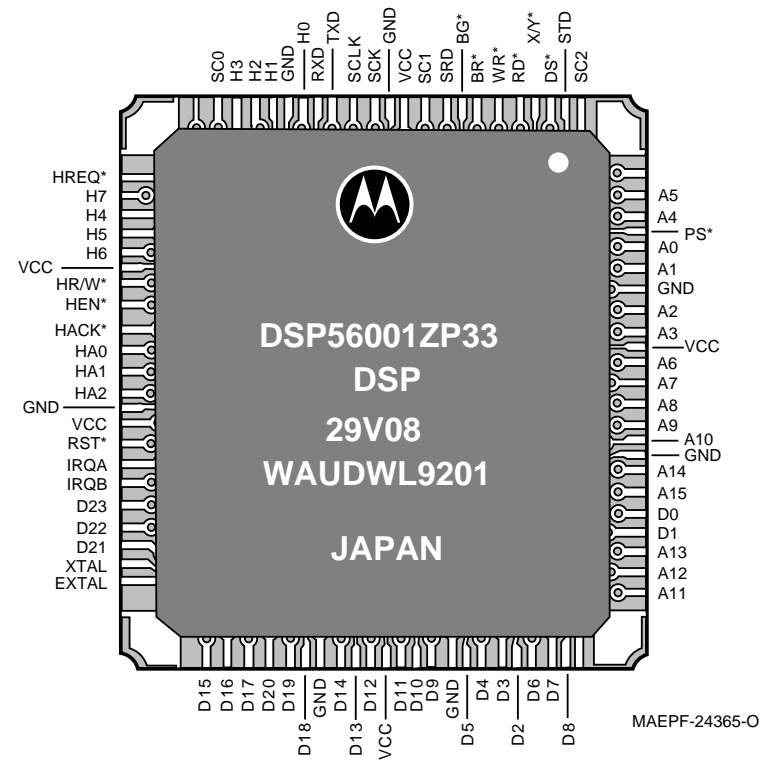 SC0
H3
H2
H1
GND
H0
RXD
TXD
SCLK
SCK
GND
VCC
SC1
SRD
BG*
BR*
WR*
RD*
X/Y*
DS*
STD
SC2
HREQ*
H7
H4
H5
H6
VCC
HR/W*
HEN*
HACK*
HA0
HA1
HA2
GND
VCC
RST*
IRQA
IRQB
D23
D22
D21
XTAL
EXTAL
DSP56001ZP33
DSP
29V08
WAUDWL9201
JAPAN
A5
A4
PS*
A0
A1
GND
A2
A3
VCC
A6
A7
A8
A9
A10
GND
A14
A15
D0
D1
A13
A12
A11
D15
D16
D17
D20
D19
D18
GND
D14
D13
D12
VCC
D11
D10
D9
GND
D5
D4
D3
D2
D6
D7
D8
MAEPF-24365-O